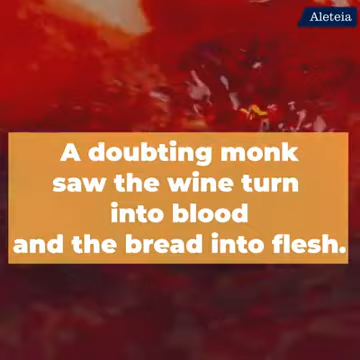 Aleteia
A doubting monk
saw the wine turn
into blood
and the bread into flesh.